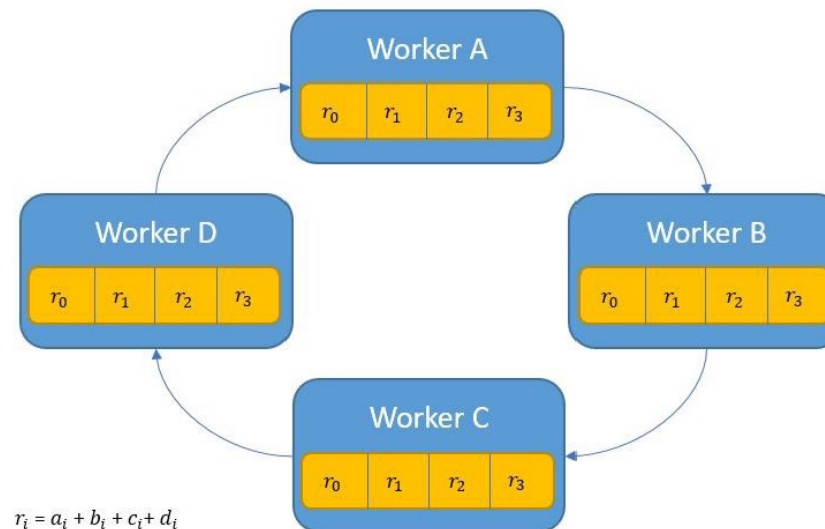 Worker A
r₀ r₁ r₂ r₃
Worker D
r₀ r₁ r₂ r₃
Worker B
r₀ r₁ r₂ r₃
Worker C
r₀ r₁ r₂ r₃
rᵢ = aᵢ + bᵢ + cᵢ+ dᵢ